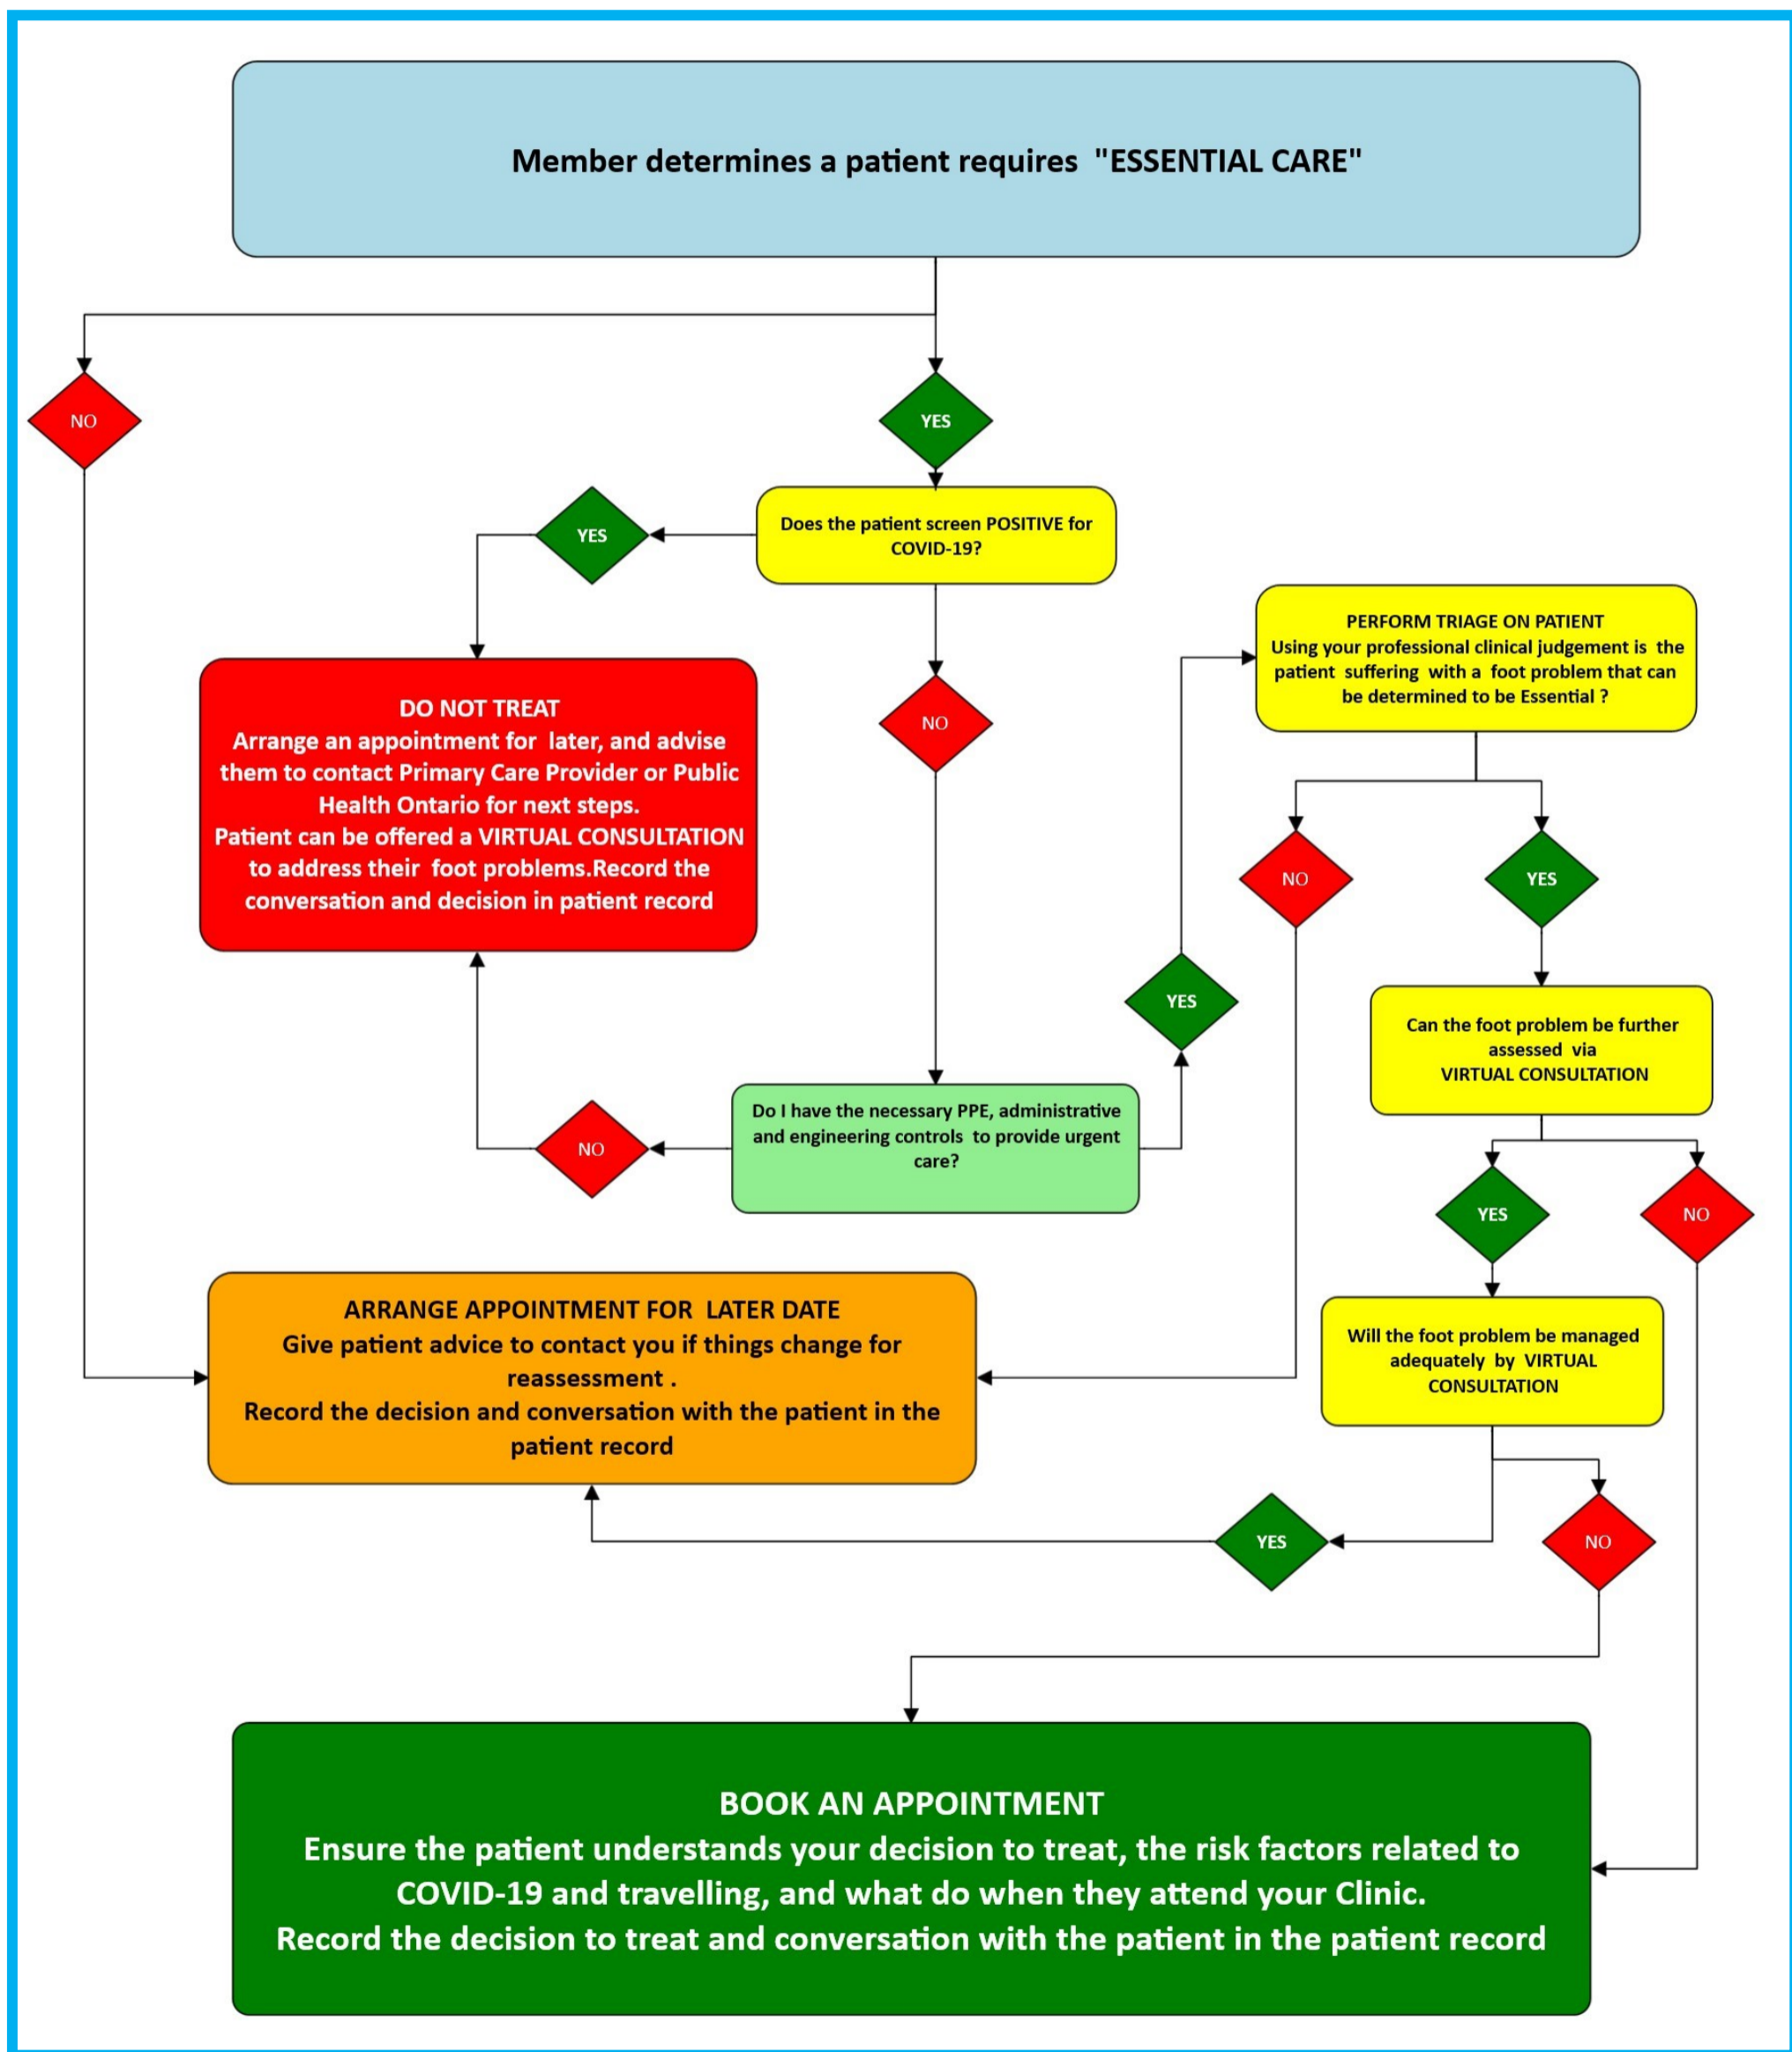 Member determines a patient requires "ESSENTIAL CARE"
NO
YES
YES
Does the patient screen POSITIVE for
COVID-19?
PERFORM TRIAGE ON PATIENT
Using your professional clinical judgement is the
patient suffering with a foot problem that can
be determined to be Essential ?
DO NOT TREAT
Arrange an appointment for later, and advise
them to contact Primary Care Provider or Public
Health Ontario for next steps.
Patient can be offered a VIRTUAL CONSULTATION
to address their foot problems.Record the
conversation and decision in patient record
NO
NO
YES
YES
Can the foot problem be further
assessed via
VIRTUAL CONSULTATION
Do I have the necessary PPE, administrative
and engineering controls to provide urgent
care?
NO
YES
NO
ARRANGE APPOINTMENT FOR LATER DATE
Give patient advice to contact you if things change for
reassessment .
Record the decision and conversation with the patient in the
patient record
Will the foot problem be managed
adequately by VIRTUAL
CONSULTATION
YES
NO
BOOK AN APPOINTMENT
Ensure the patient understands your decision to treat, the risk factors related to
COVID-19 and travelling, and what do when they attend your Clinic.
Record the decision to treat and conversation with the patient in the patient record